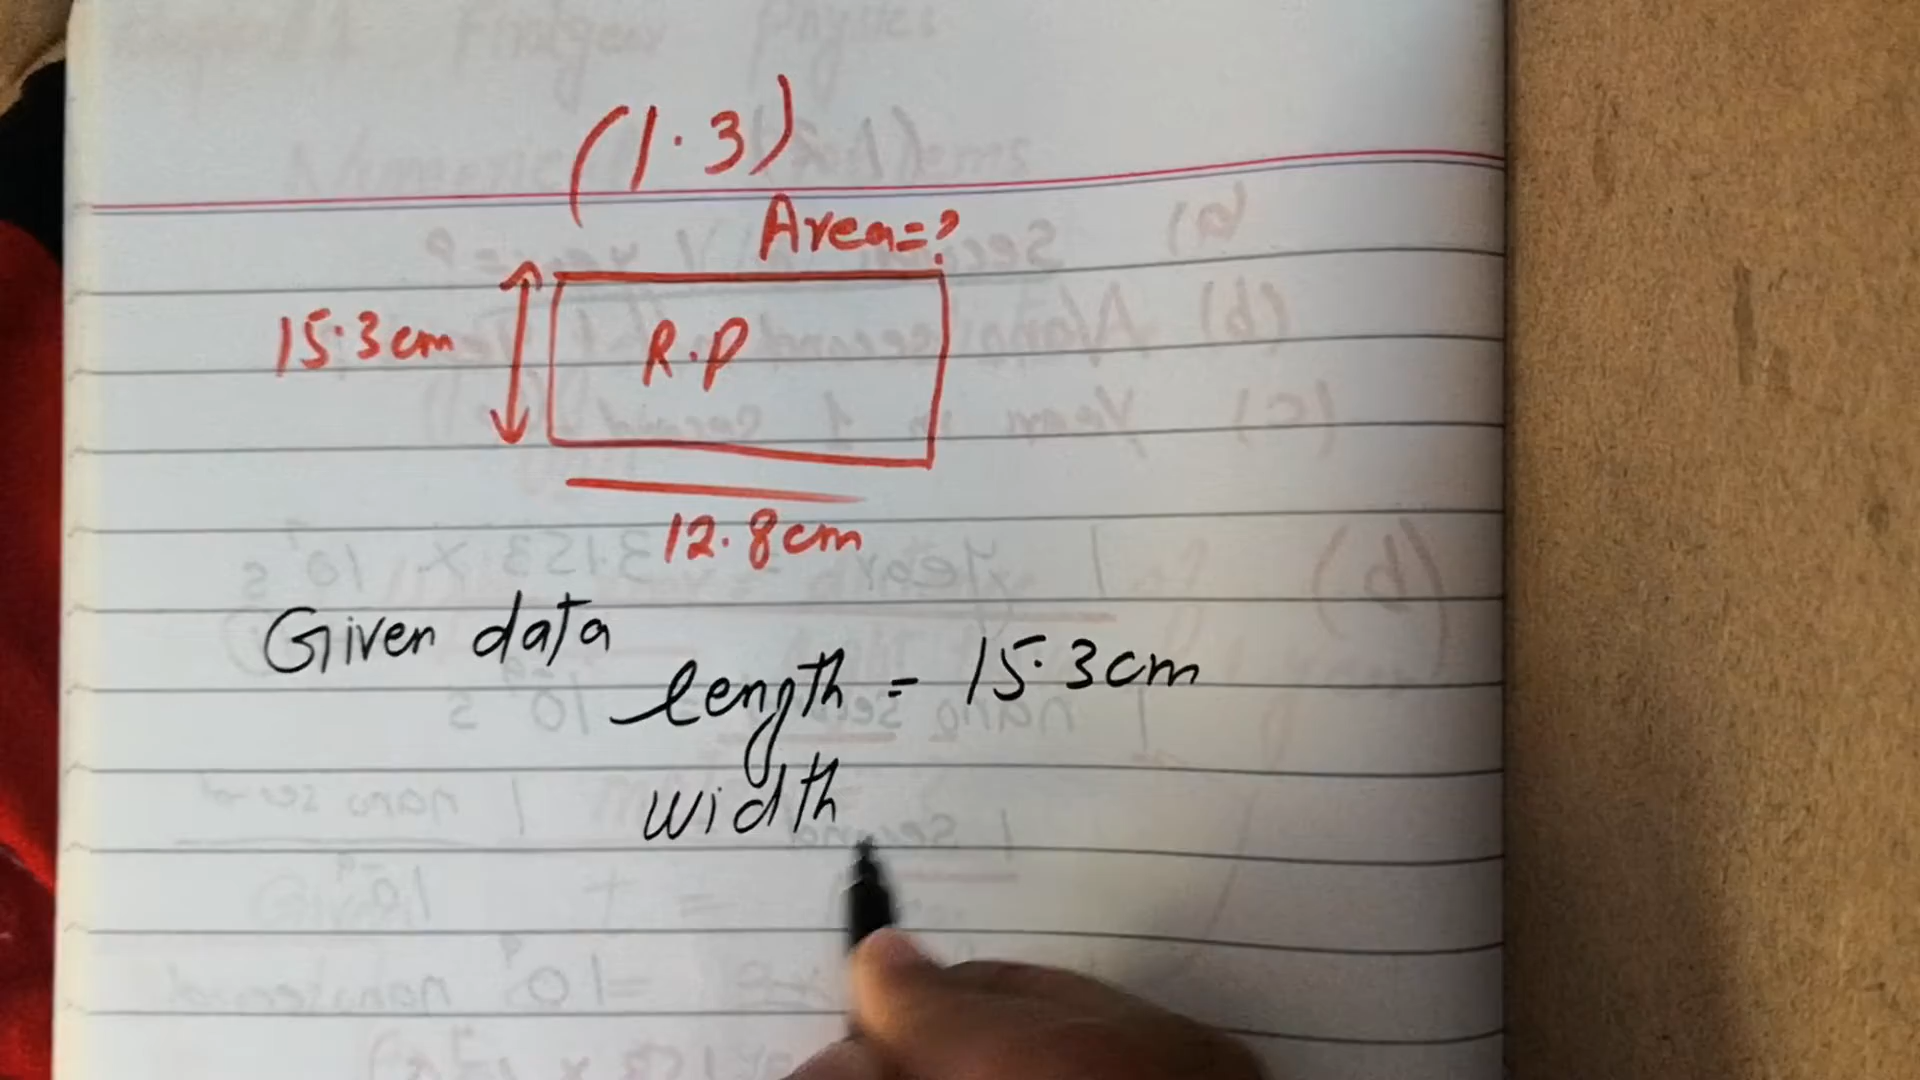 (1.3)
Area=?
15.3cm
R.P
12.8cm
Given data
length = 15.3cm
width